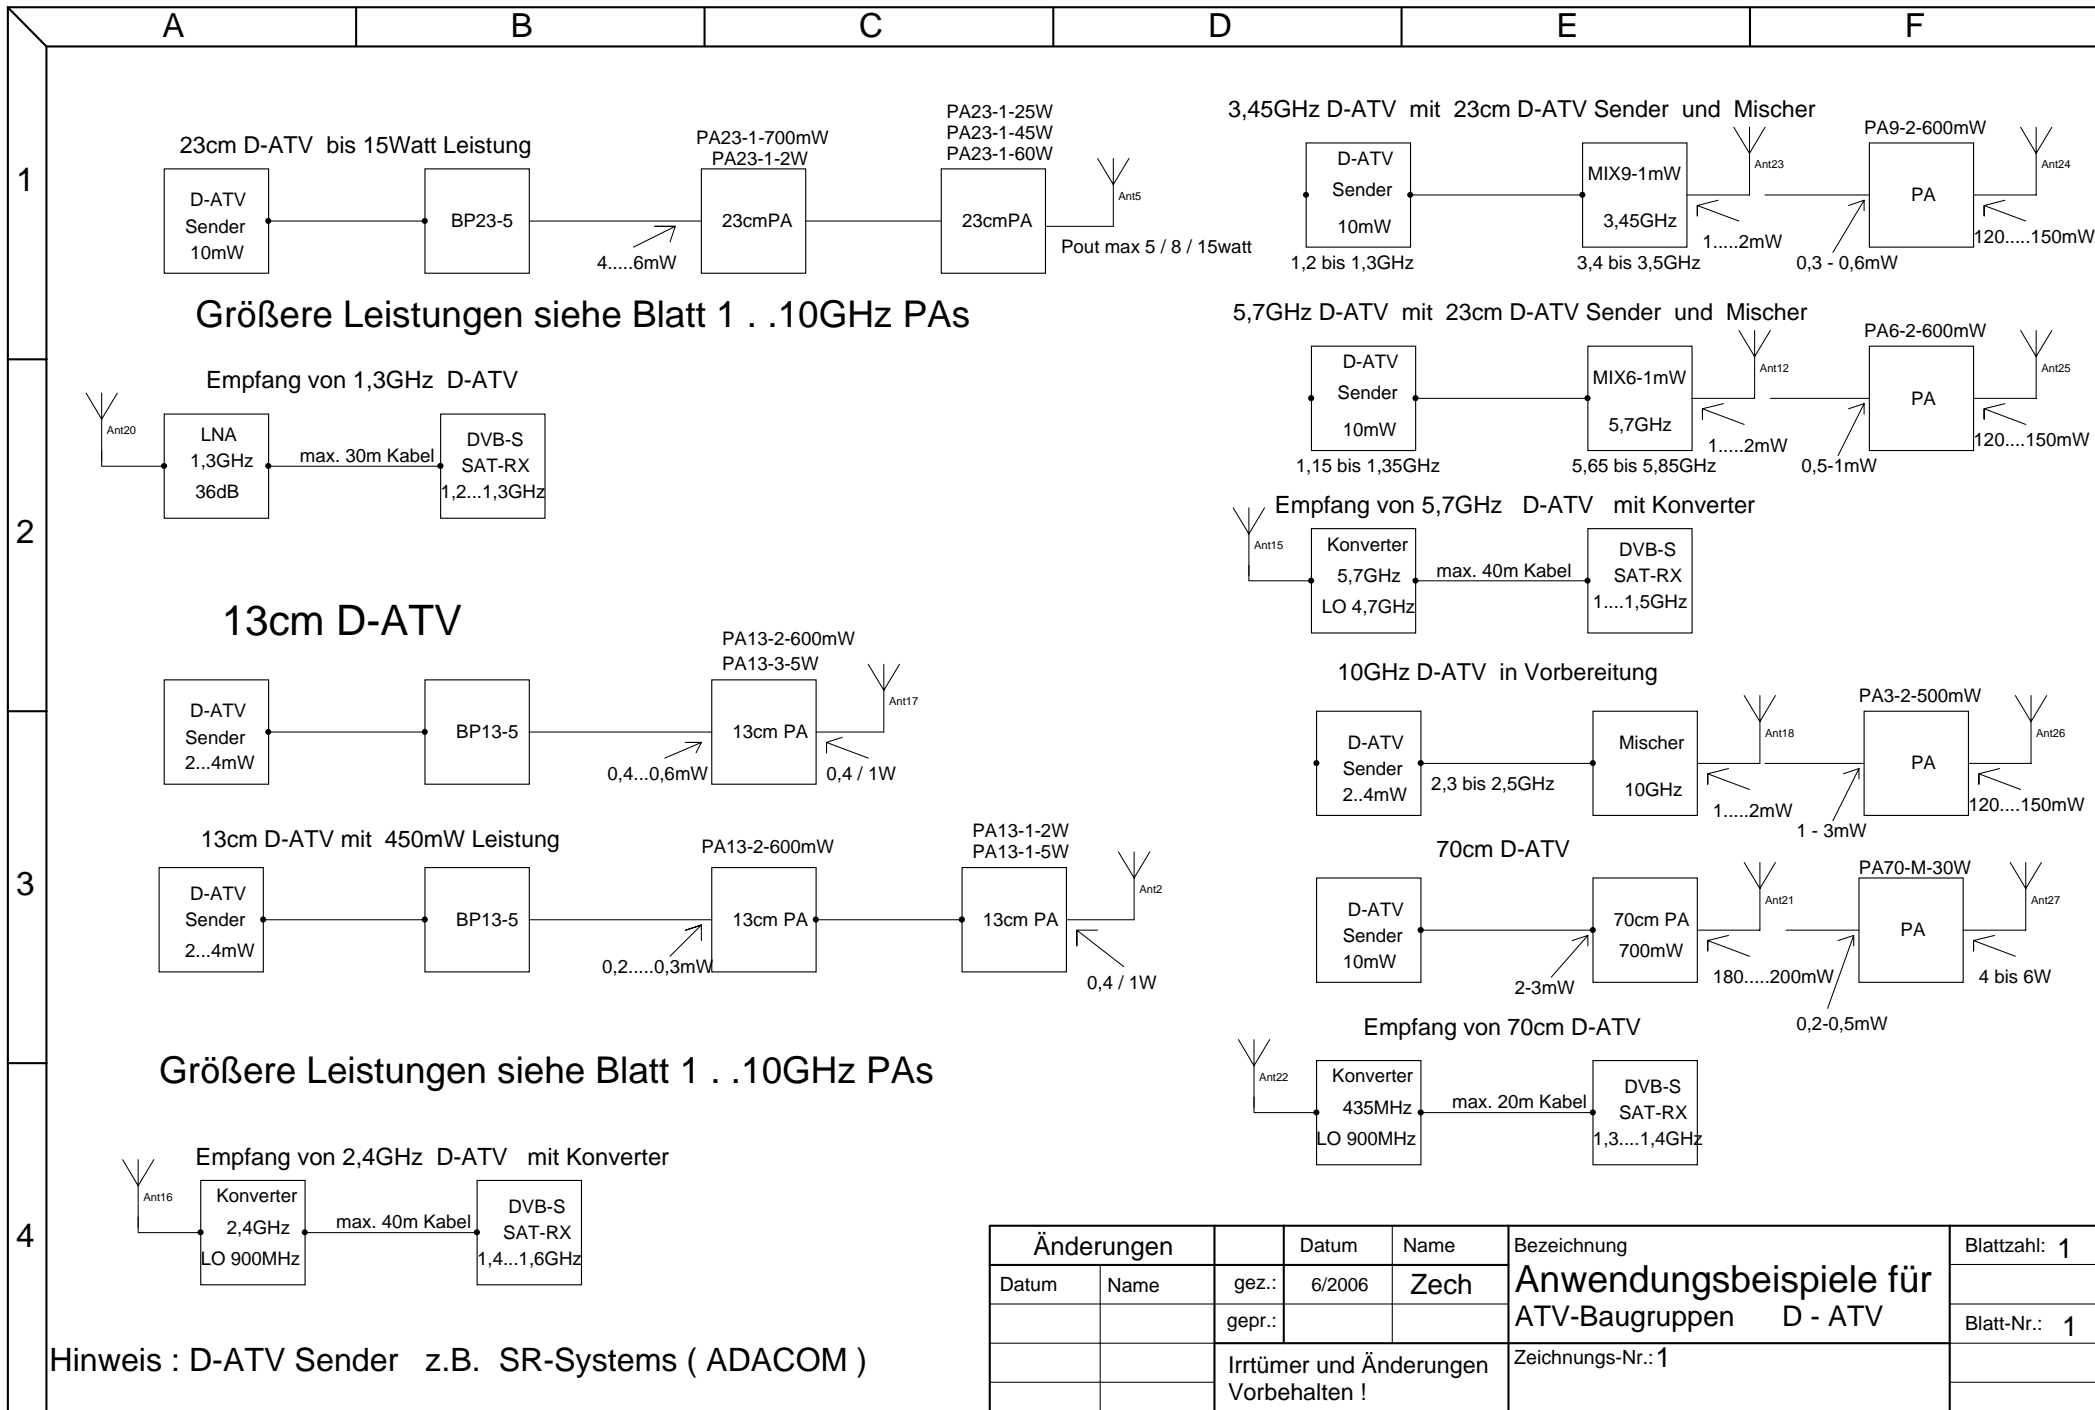 A
B
C
D
E
F
1
2
3
4
23cm D-ATV bis 15Watt Leistung
D-ATV
Sender
10mW
BP23-5
4.....6mW
PA23-1-700mW
PA23-1-2W
23cmPA
PA23-1-25W
PA23-1-45W
PA23-1-60W
23cmPA
Ant5
Pout max 5 / 8 / 15watt
Größere Leistungen siehe Blatt 1 . .10GHz PAs
Empfang von 1,3GHz D-ATV
Ant20
LNA
1,3GHz
36dB
max. 30m Kabel
DVB-S
SAT-RX
1,2...1,3GHz
13cm D-ATV
D-ATV
Sender
2...4mW
BP13-5
0,4...0,6mW
PA13-2-600mW
PA13-3-5W
13cm PA
Ant17
0,4 / 1W
13cm D-ATV mit 450mW Leistung
D-ATV
Sender
2...4mW
BP13-5
0,2.....0,3mW
PA13-2-600mW
13cm PA
PA13-1-2W
PA13-1-5W
13cm PA
Ant2
0,4 / 1W
Größere Leistungen siehe Blatt 1 . .10GHz PAs
Empfang von 2,4GHz D-ATV mit Konverter
Ant16
Konverter
2,4GHz
LO 900MHz
max. 40m Kabel
DVB-S
SAT-RX
1,4...1,6GHz
Hinweis : D-ATV Sender z.B. SR-Systems ( ADACOM )
3,45GHz D-ATV mit 23cm D-ATV Sender und Mischer
D-ATV
Sender
10mW
1,2 bis 1,3GHz
MIX9-1mW
3,45GHz
3,4 bis 3,5GHz
Ant23
1.....2mW
PA9-2-600mW
PA
0,3 - 0,6mW
Ant24
120.....150mW
5,7GHz D-ATV mit 23cm D-ATV Sender und Mischer
D-ATV
Sender
10mW
1,15 bis 1,35GHz
MIX6-1mW
5,7GHz
5,65 bis 5,85GHz
Ant12
1.....2mW
PA6-2-600mW
PA
0,5-1mW
Ant25
120....150mW
Empfang von 5,7GHz D-ATV mit Konverter
Ant15
Konverter
5,7GHz
LO 4,7GHz
max. 40m Kabel
DVB-S
SAT-RX
1....1,5GHz
10GHz D-ATV in Vorbereitung
D-ATV
Sender
2..4mW
2,3 bis 2,5GHz
Mischer
10GHz
Ant18
1.....2mW
PA3-2-500mW
PA
1 - 3mW
Ant26
120....150mW
70cm D-ATV
D-ATV
Sender
10mW
2-3mW
70cm PA
700mW
Ant21
180.....200mW
PA70-M-30W
PA
0,2-0,5mW
Ant27
4 bis 6W
Empfang von 70cm D-ATV
Ant22
Konverter
435MHz
LO 900MHz
max. 20m Kabel
DVB-S
SAT-RX
1,3....1,4GHz
Änderungen
Datum
Name
Datum
Name
gez.:
6/2006
Zech
gepr.:
Irrtümer und Änderungen
Vorbehalten !
Bezeichnung
Anwendungsbeispiele für
ATV-Baugruppen D - ATV
Zeichnungs-Nr.:1
Blattzahl: 1
Blatt-Nr.: 1